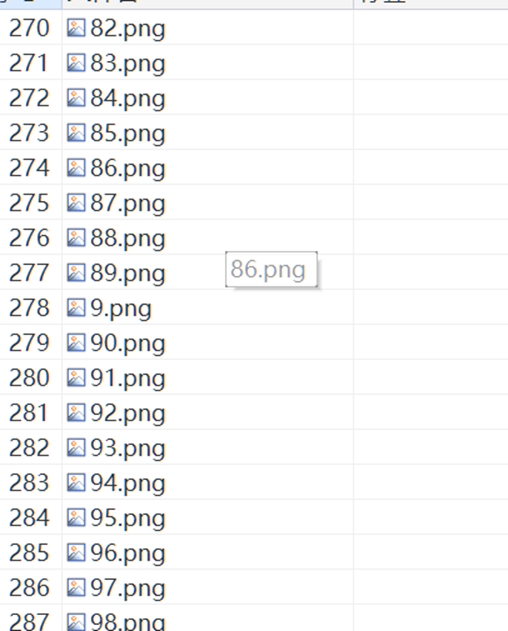 270 82.png
271 83.png
272 84.png
273 85.png
274 86.png
275 87.png
276 88.png
86.png
277 89.png
278 9.png
279 90.png
280 91.png
281 92.png
282 93.png
283 94.png
284 95.png
285 96.png
286 97.png
287 98.png